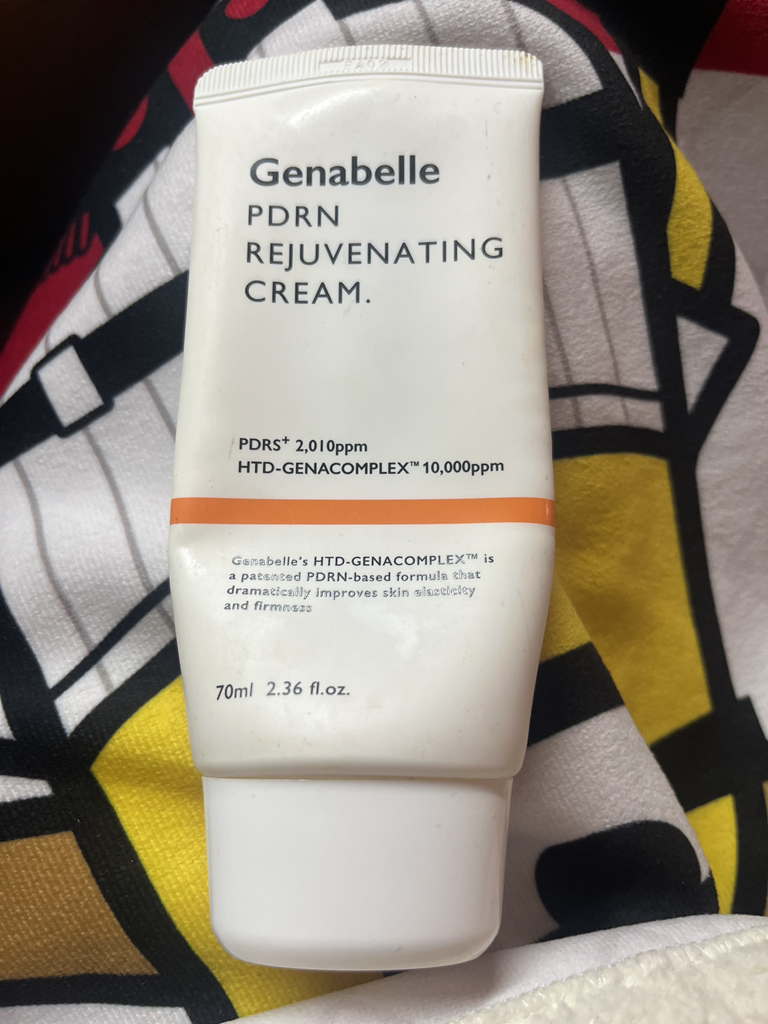 Genabelle
PDRN
REJUVENATING
CREAM.
PDRS+ 2,010ppm
HTD-GENACOMPLEX™ 10,000ppm
Genabelle's HTD-GENACOMPLEX™ is
a patented PDRN-based formula that
dramatically improves skin elasticity
and firmness
70ml 2.36 fl.oz.